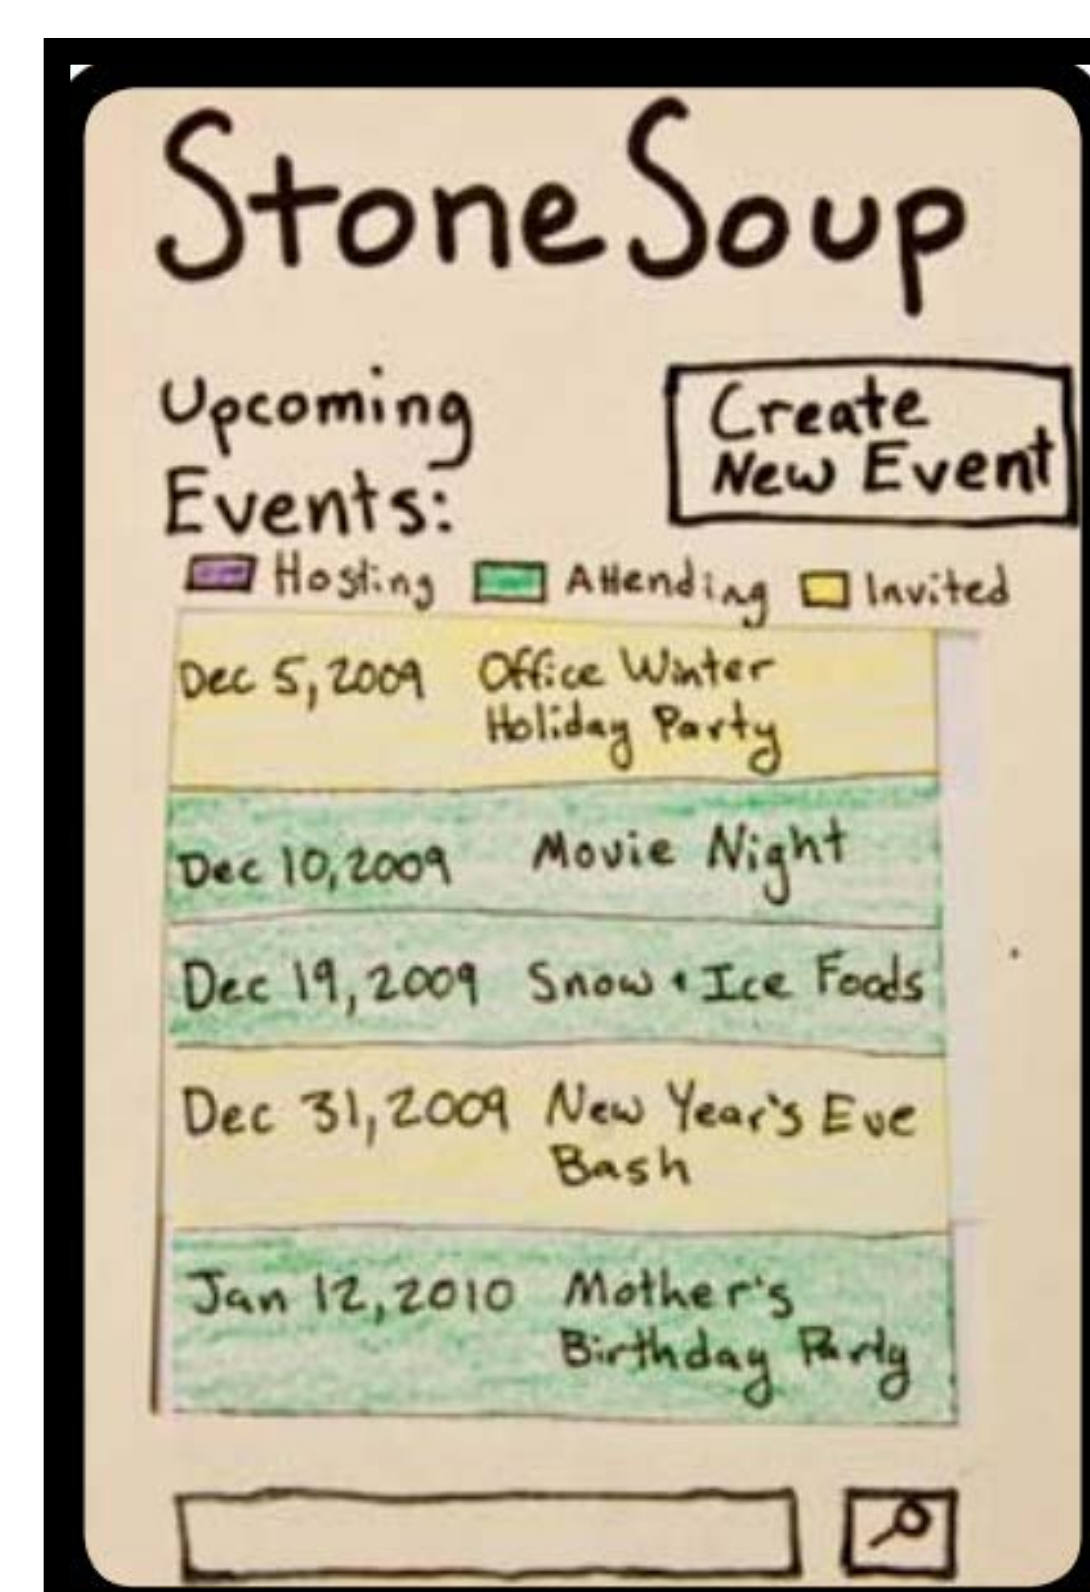 StoneSoup
Upcoming
Events:
Create
New Event
Hosting Attending Invited
Dec 5, 2009 Office Winter
Holiday Party
Dec 10, 2009 Movie Night
Dec 19, 2009 Snow + Ice Foods
Dec 31, 2009 New Year's Eve
Bash
Jan 12, 2010 Mother's
Birthday Party